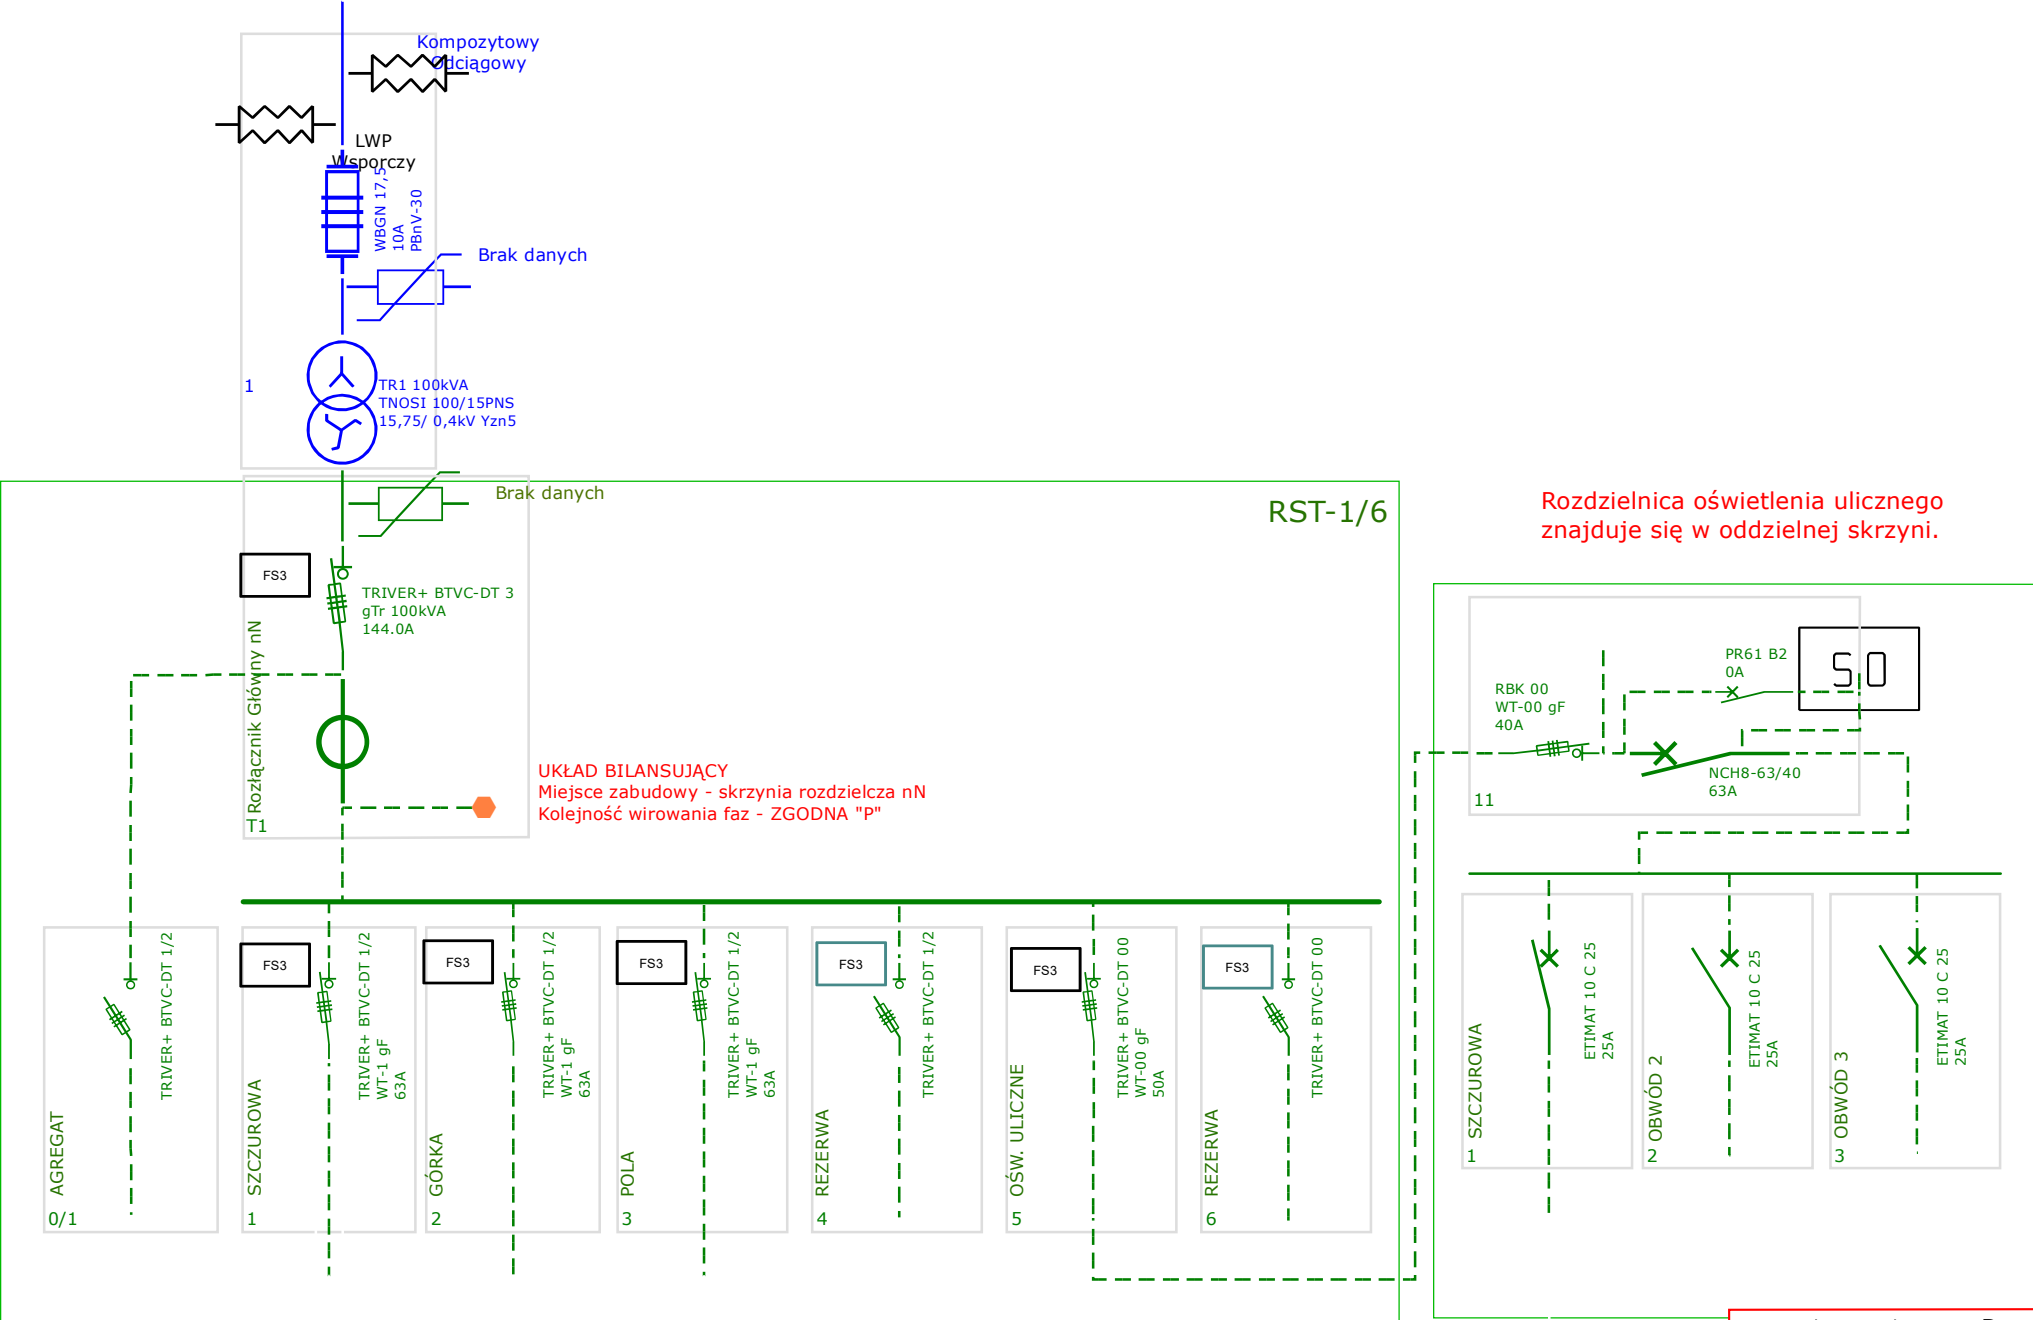 Kompozytowy
Odciągowy
LWP
Wsporczy
WBGN 17,5
10A
PBnV-30
Brak danych
1
TR1 100kVA
TNOSI 100/15PNS
15,75/ 0,4kV Yzn5
Brak danych
RST-1/6
FS3
TRIVER+ BTVC-DT 3
gTr 100kVA
144.0A
Rozłącznik Główny nN
T1
UKŁAD BILANSUJĄCY
Miejsce zabudowy - skrzynia rozdzielcza nN
Kolejność wirowania faz - ZGODNA "P"
AGREGAT
0/1
TRIVER+ BTVC-DT 1/2
FS3
SZCZUROWA
1
TRIVER+ BTVC-DT 1/2
WT-1 gF
63A
FS3
GÓRKA
2
TRIVER+ BTVC-DT 1/2
WT-1 gF
63A
FS3
POLA
3
TRIVER+ BTVC-DT 1/2
WT-1 gF
63A
FS3
REZERWA
4
TRIVER+ BTVC-DT 1/2
FS3
OŚW. ULICZNE
5
TRIVER+ BTVC-DT 00
WT-00 gF
50A
FS3
REZERWA
6
TRIVER+ BTVC-DT 00
Rozdzielnica oświetlenia ulicznego
znajduje się w oddzielnej skrzyni.
RBK 00
WT-00 gF
40A
PR61 B2
0A
SO
NCH8-63/40
63A
11
SZCZUROWA
1
ETIMAT 10 C 25
25A
OBWÓD 2
2
ETIMAT 10 C 25
25A
OBWÓD 3
3
ETIMAT 10 C 25
25A